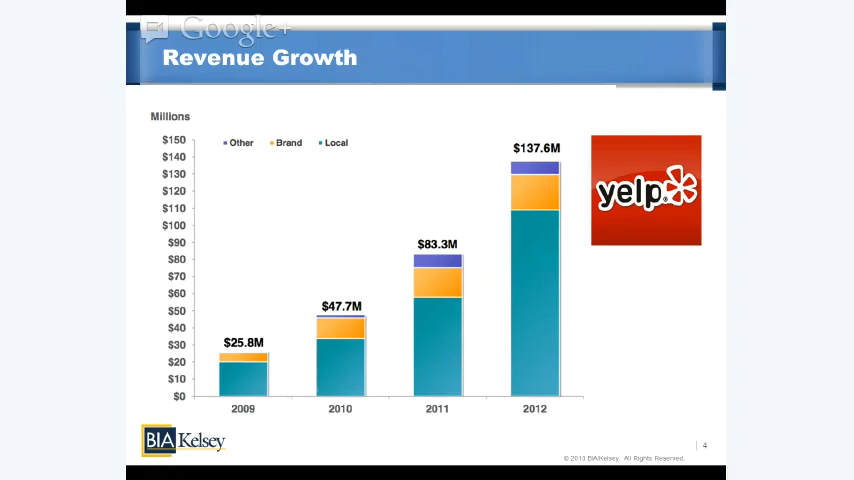 Google+
Revenue Growth
Millions
$150
$140
$130
$120
$110
$100
$90
$80
$70
$60
$50
$40
$30
$20
$10
$0
Other Brand Local
$25.8M
$47.7M
$83.3M
$137.6M
2009 2010 2011 2012
yelp
BIA Kelsey
4
© 2013 BIA/Kelsey. All Rights Reserved.